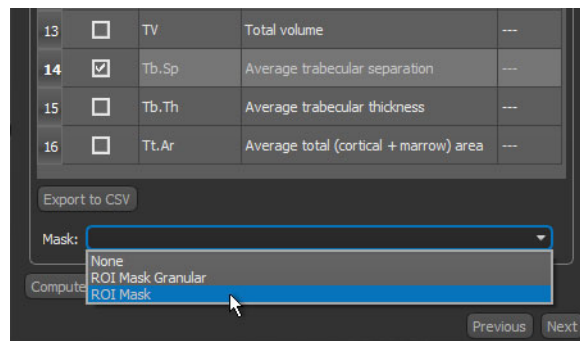 13 TV Total volume ---
14 Tb.Sp Average trabecular separation ---
15 Tb.Th Average trabecular thickness ---
16 Tt.Ar Average total (cortical + marrow) area ---
Export to CSV
Mask:
None
ROI Mask Granular
Compute
ROI Mask
Previous Next